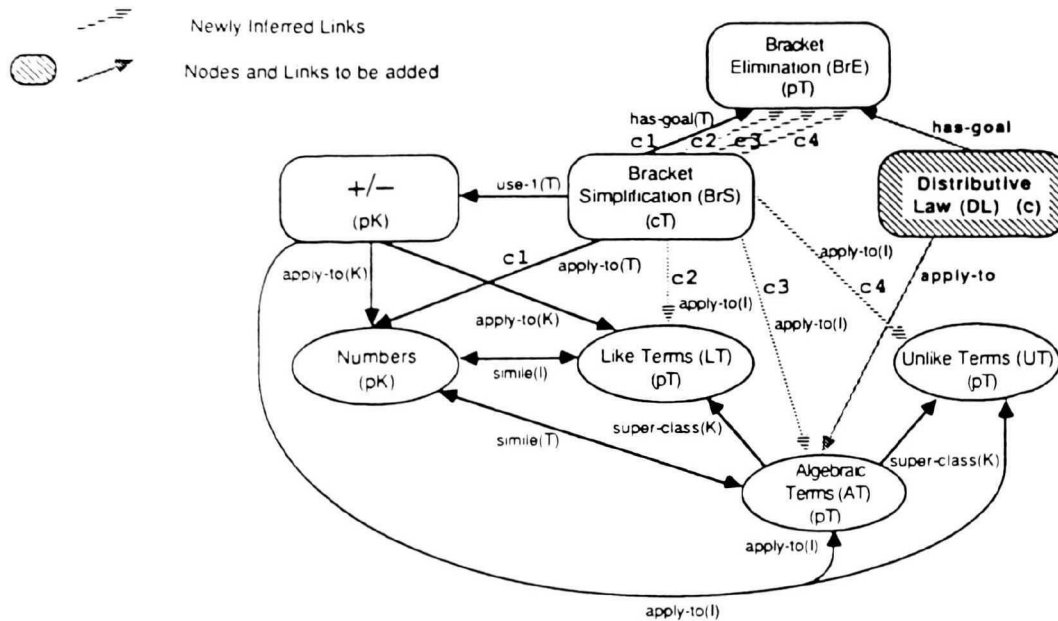 Newly Inferred Links
Nodes and Links to be added
Bracket
Elimination (BrE)
(pT)
has-goal(T)
c1
c2
c3
c4
has-goal
+/−
(pK)
use-1(T)
Bracket
Simplification (BrS)
(cT)
Distributive
Law (DL) (c)
apply-to(K)
c1
apply-to(T)
c2
apply-to(I)
c3
apply-to(I)
apply-to(I)
c4
apply-to
apply-to(K)
Numbers
(pK)
simile(I)
Like Terms (LT)
(pT)
Unlike Terms (UT)
(pT)
simile(T)
super-class(K)
super-class(K)
Algebraic
Terms (AT)
(pT)
apply-to(I)
apply-to(I)